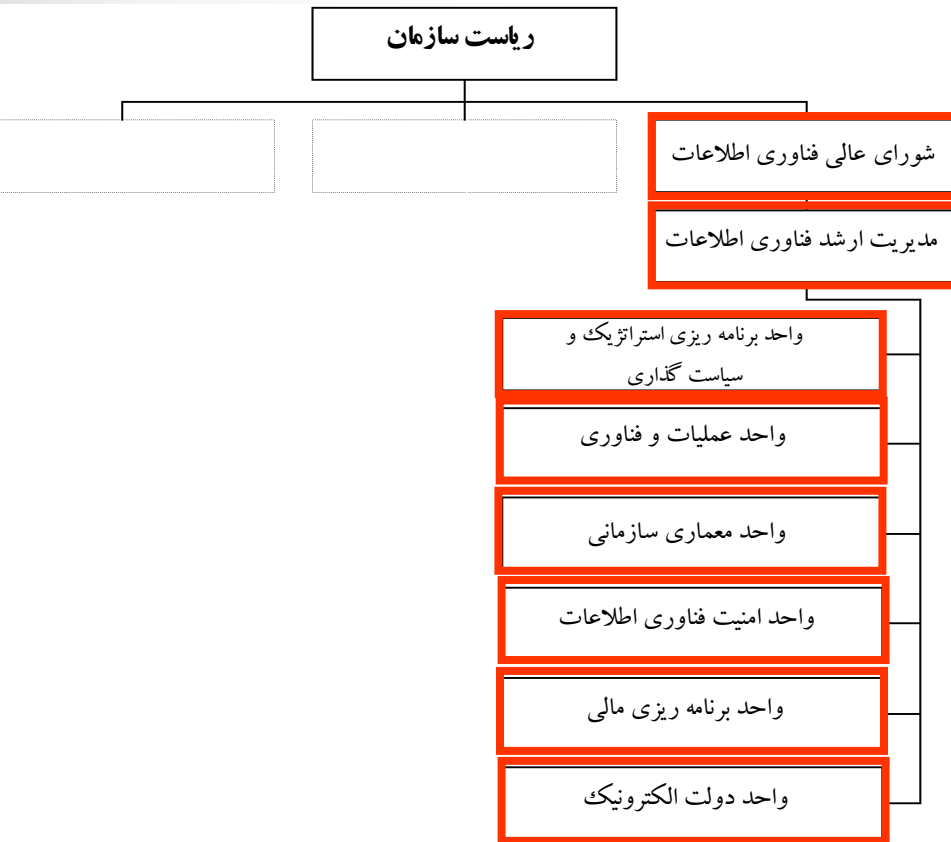 ریاست سازمان
شورای عالی فناوری اطلاعات
مدیریت ارشد فناوری اطلاعات
واحد برنامه ریزی استراتژیک و
سیاست گذاری
واحد عملیات و فناوری
واحد معماری سازمانی
واحد امنیت فناوری اطلاعات
واحد برنامه ریزی مالی
واحد دولت الکترونیک